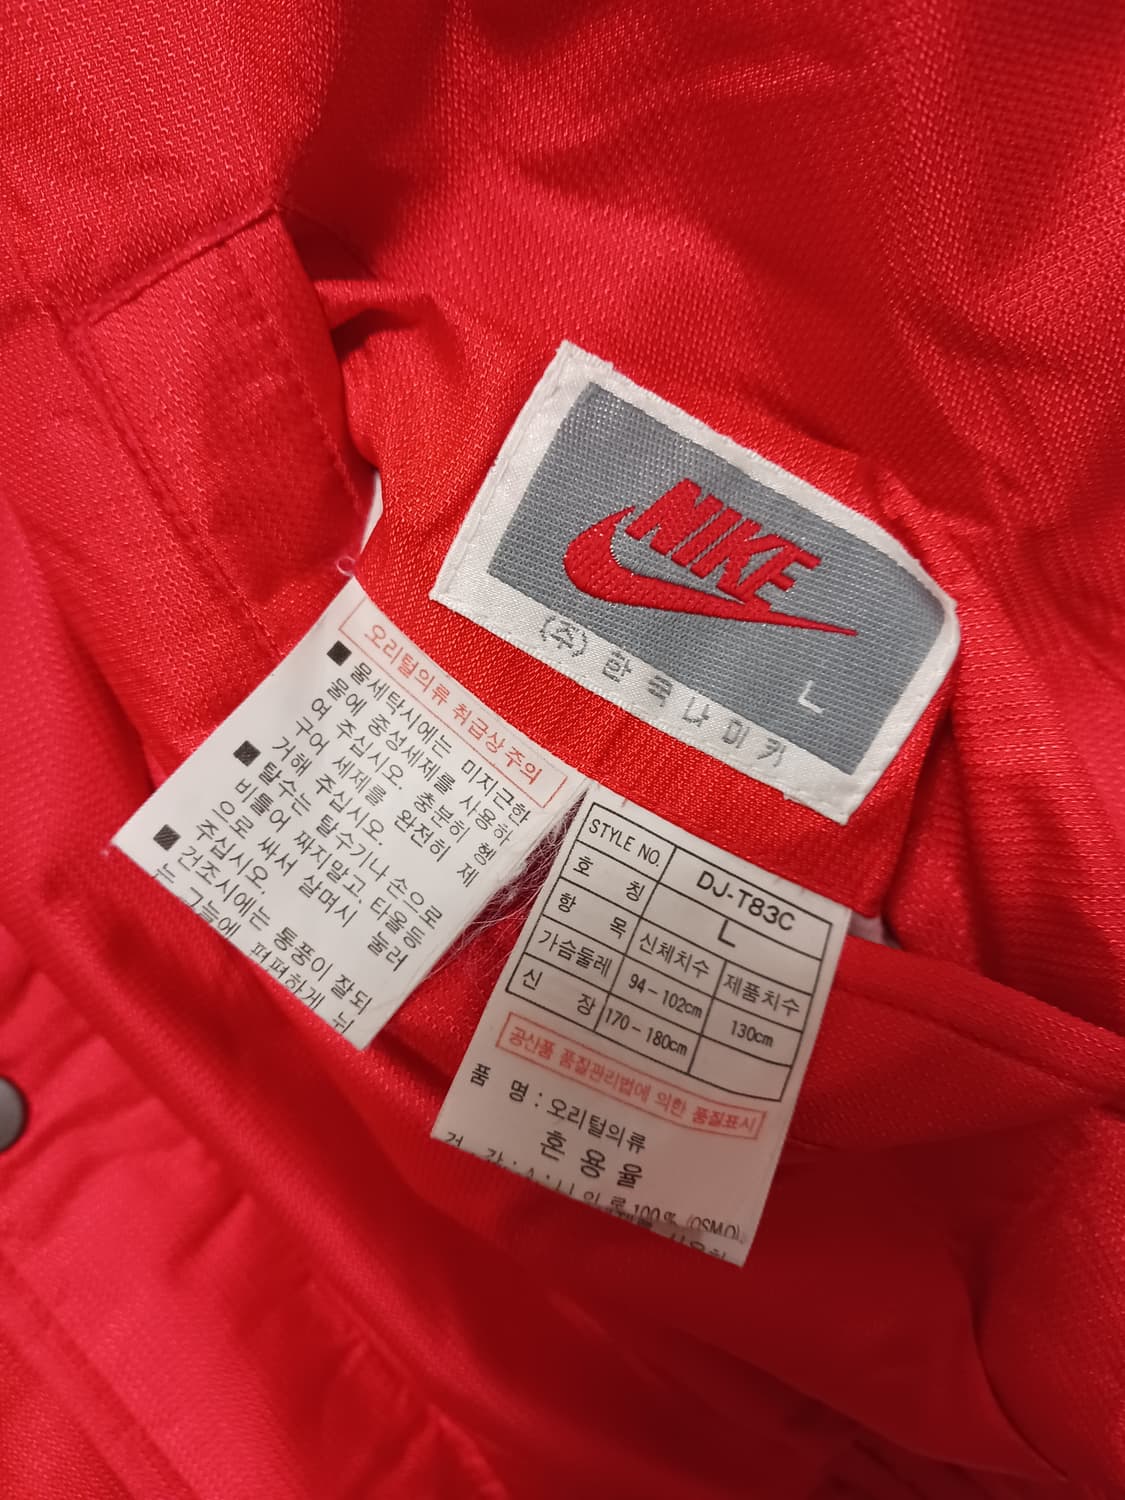 NIKE
L
(주) 한국나이키
오리털의류 취급상 주의
■ 물세탁시에는 미지근한
물에 중성세제를 사용하
여 주십시오. 충분히 헹
구어 세제를 완전히 제
거해 주십시오.
■ 탈수는 탈수기나 손으로
비틀어 짜지말고, 타올등
으로 싸서 살며시 눌러
주십시오.
■ 건조시에는 통풍이 잘되
는 그늘에 편편하게 뉘
STYLE NO. DJ-T83C
호 칭 L
항 목 신체치수 제품치수
가슴둘레 94-102cm 130cm
신 장 170-180cm
공산품 품질관리법에 의한 품질표시
품 명 : 오리털의류
혼 용 율
겉 감 : 나일론 100%